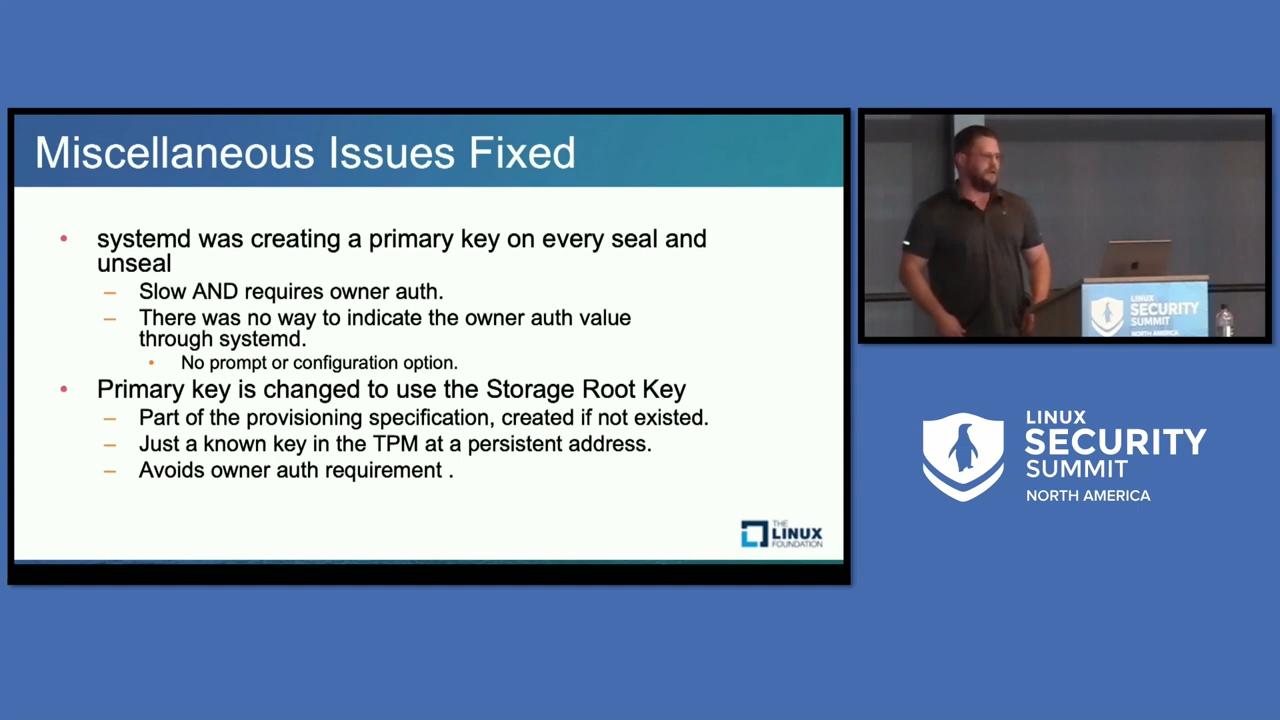 Miscellaneous Issues Fixed
• systemd was creating a primary key on every seal and
unseal
– Slow AND requires owner auth.
– There was no way to indicate the owner auth value
through systemd.
• No prompt or configuration option.
• Primary key is changed to use the Storage Root Key
– Part of the provisioning specification, created if not existed.
– Just a known key in the TPM at a persistent address.
– Avoids owner auth requirement .
THE
LINUX
FOUNDATION
LINUX
SECURITY
SUMMIT
NORTH AMERICA
LINUX
SECURITY
SUMMIT
NORTH AMERICA